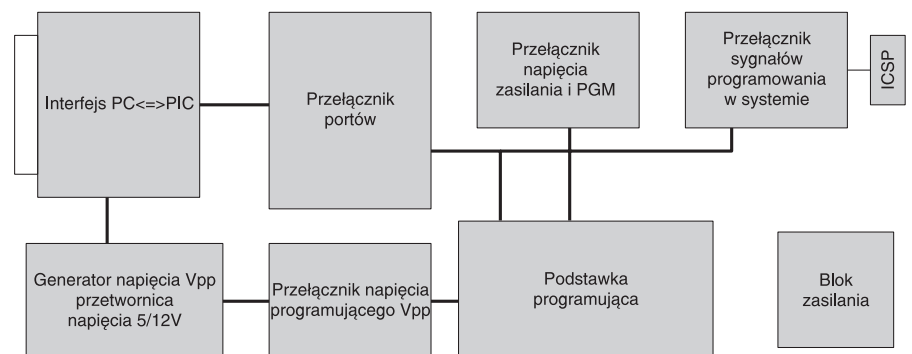 Interfejs PC<=>PIC
Przełącznik
portów
Przełącznik
napięcia
zasilania i PGM
Przełącznik
sygnałów
programowania
w systemie
ICSP
Generator napięcia Vpp
przetwornica
napięcia 5/12V
Przełącznik napięcia
programującego Vpp
Podstawka
programująca
Blok
zasilania